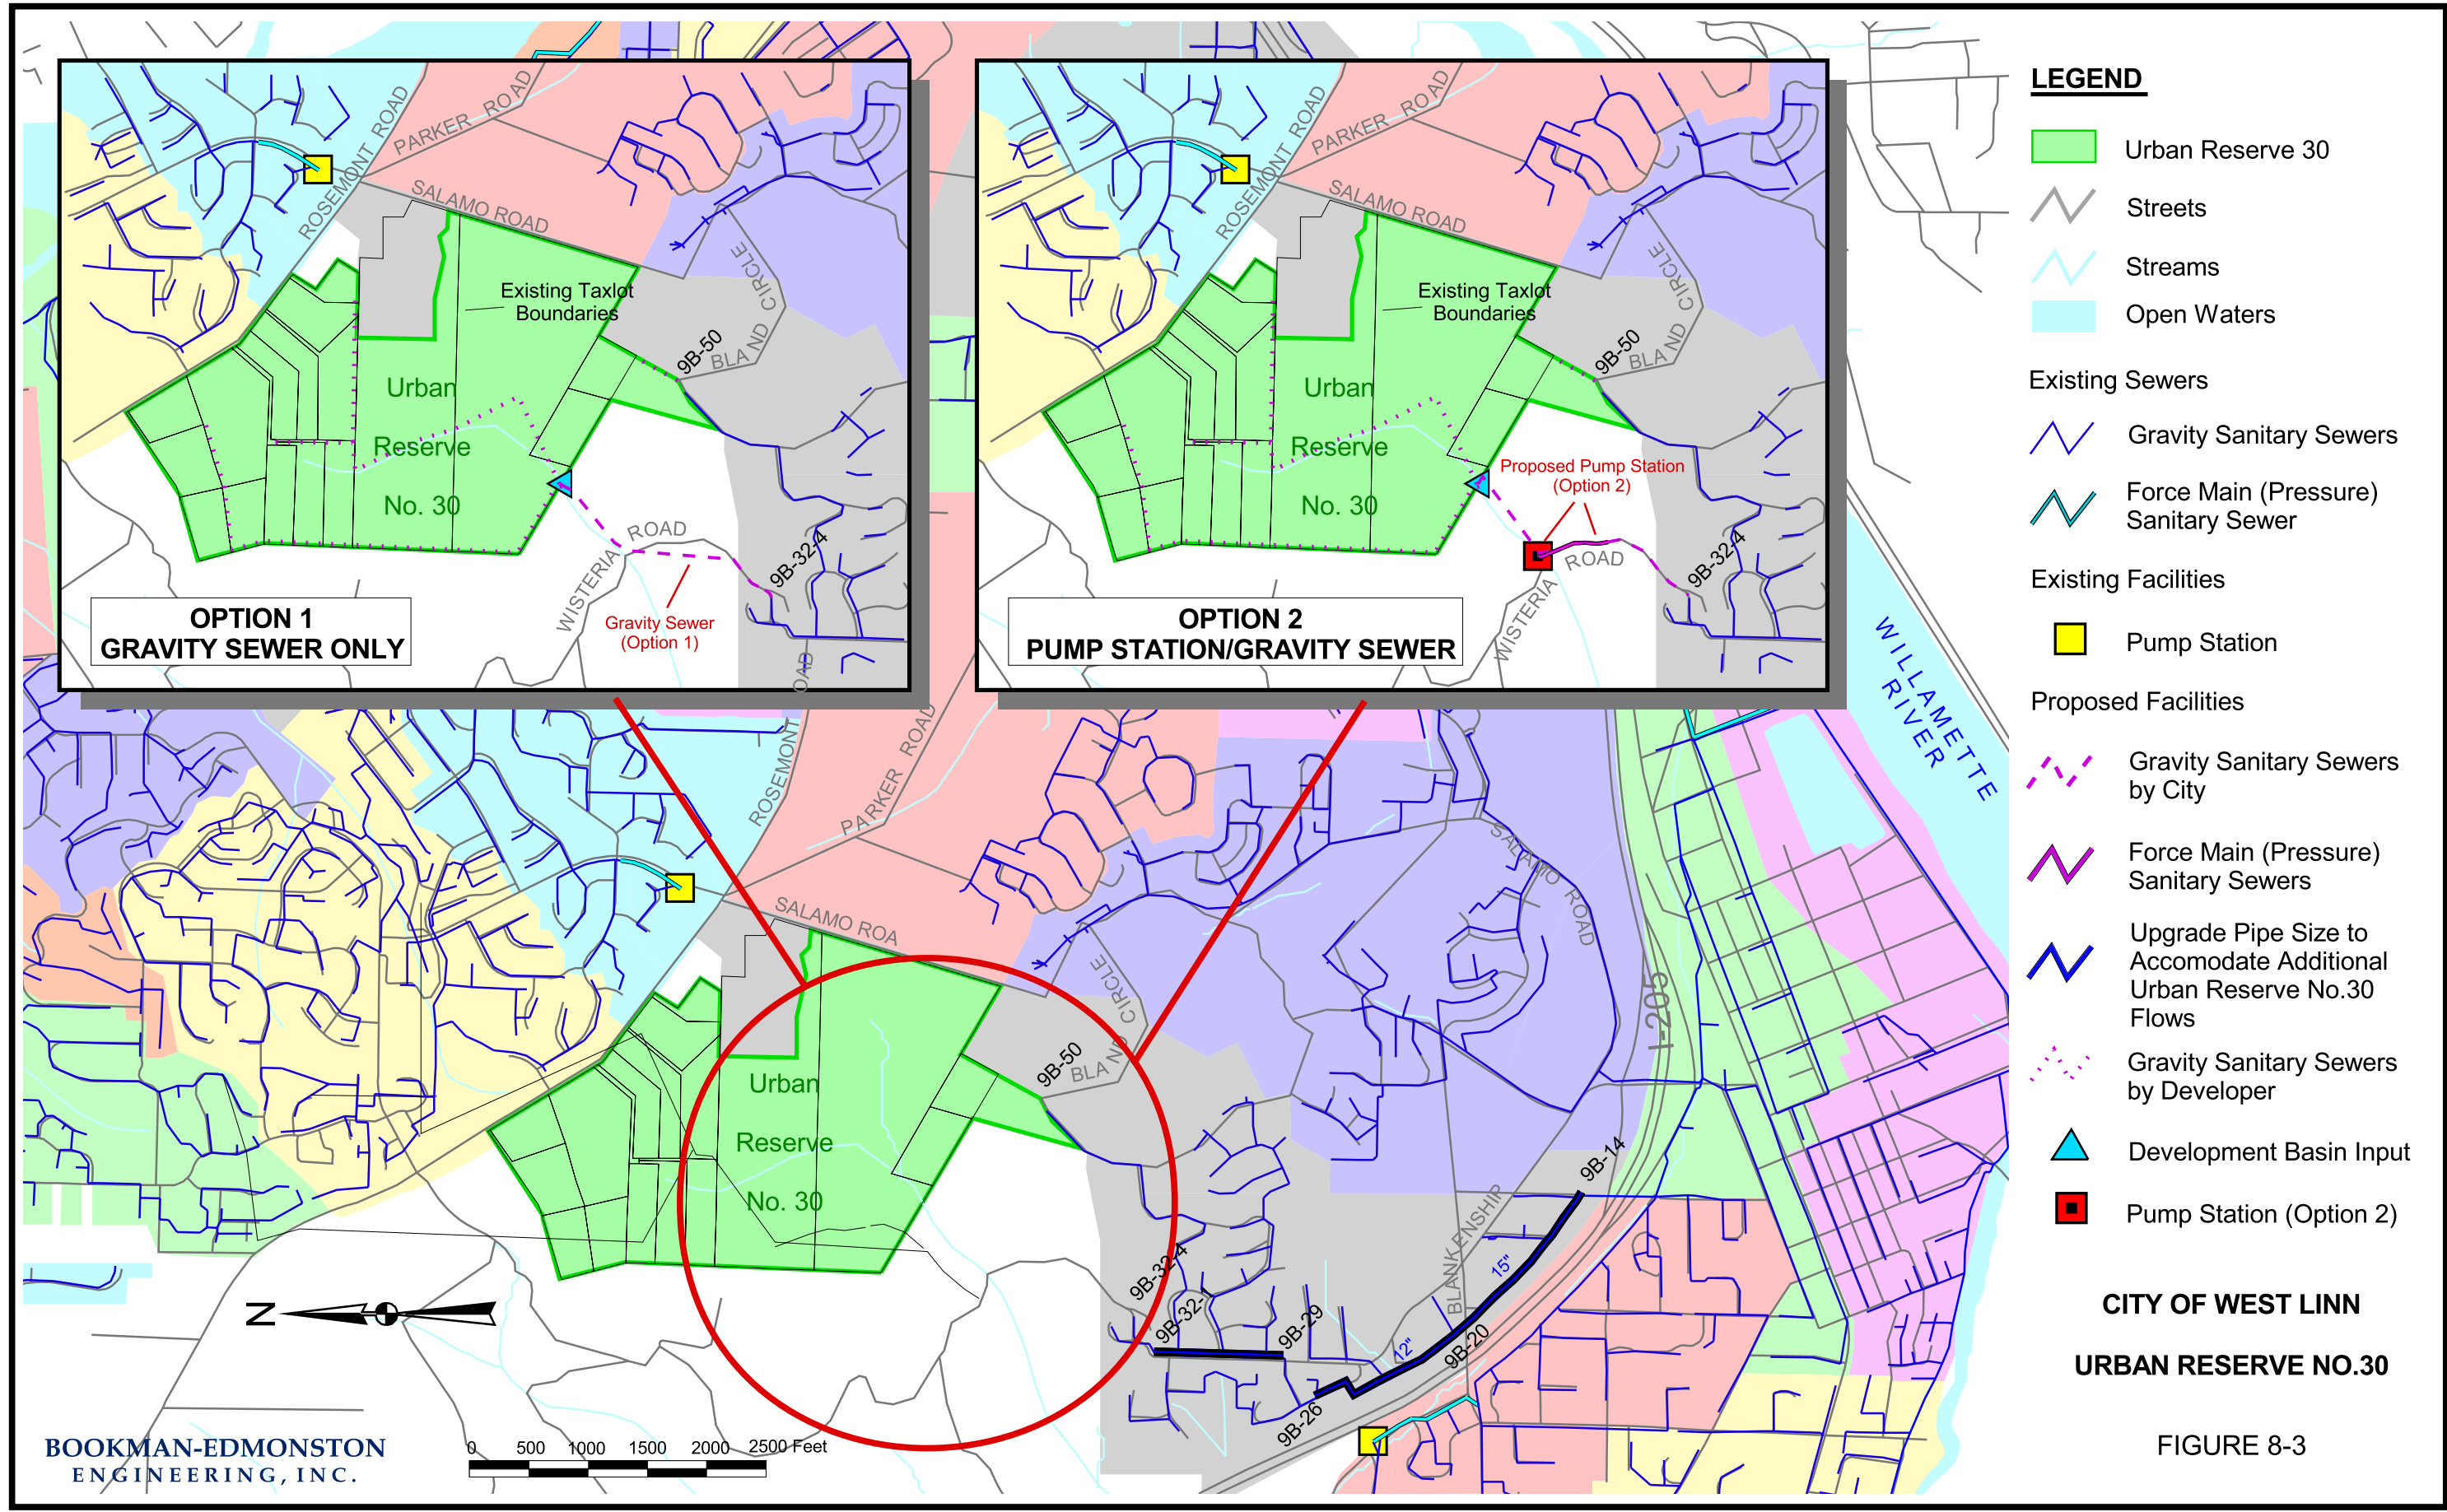 ROSEMONT ROAD
PARKER ROAD
SALAMO ROAD
Existing Taxlot
Boundaries
BLAND CIRCLE
9B-50
Urban
Reserve
No. 30
WISTERIA ROAD
9B-32-4
Gravity Sewer
(Option 1)
OPTION 1
GRAVITY SEWER ONLY
ROSEMONT ROAD
PARKER ROAD
SALAMO ROAD
Existing Taxlot
Boundaries
BLAND CIRCLE
9B-50
Urban
Reserve
No. 30
Proposed Pump Station
(Option 2)
WISTERIA ROAD
9B-32-4
OPTION 2
PUMP STATION/GRAVITY SEWER
ROSEMONT ROAD
PARKER ROAD
SALAMO ROA
BLAND CIRCLE
9B-50
Urban
Reserve
No. 30
SALAMO ROAD
I-205
WILLAMETTE
RIVER
BLANKENSHIP
9B-14
15"
12"
9B-20
9B-32-4
9B-32-1
9B-29
9B-26
N
BOOKMAN-EDMONSTON
ENGINEERING, INC.
0 500 1000 1500 2000 2500 Feet
LEGEND
Urban Reserve 30
Streets
Streams
Open Waters
Existing Sewers
Gravity Sanitary Sewers
Force Main (Pressure)
Sanitary Sewer
Existing Facilities
Pump Station
Proposed Facilities
Gravity Sanitary Sewers
by City
Force Main (Pressure)
Sanitary Sewers
Upgrade Pipe Size to
Accomodate Additional
Urban Reserve No.30
Flows
Gravity Sanitary Sewers
by Developer
Development Basin Input
Pump Station (Option 2)
CITY OF WEST LINN
URBAN RESERVE NO.30
FIGURE 8-3